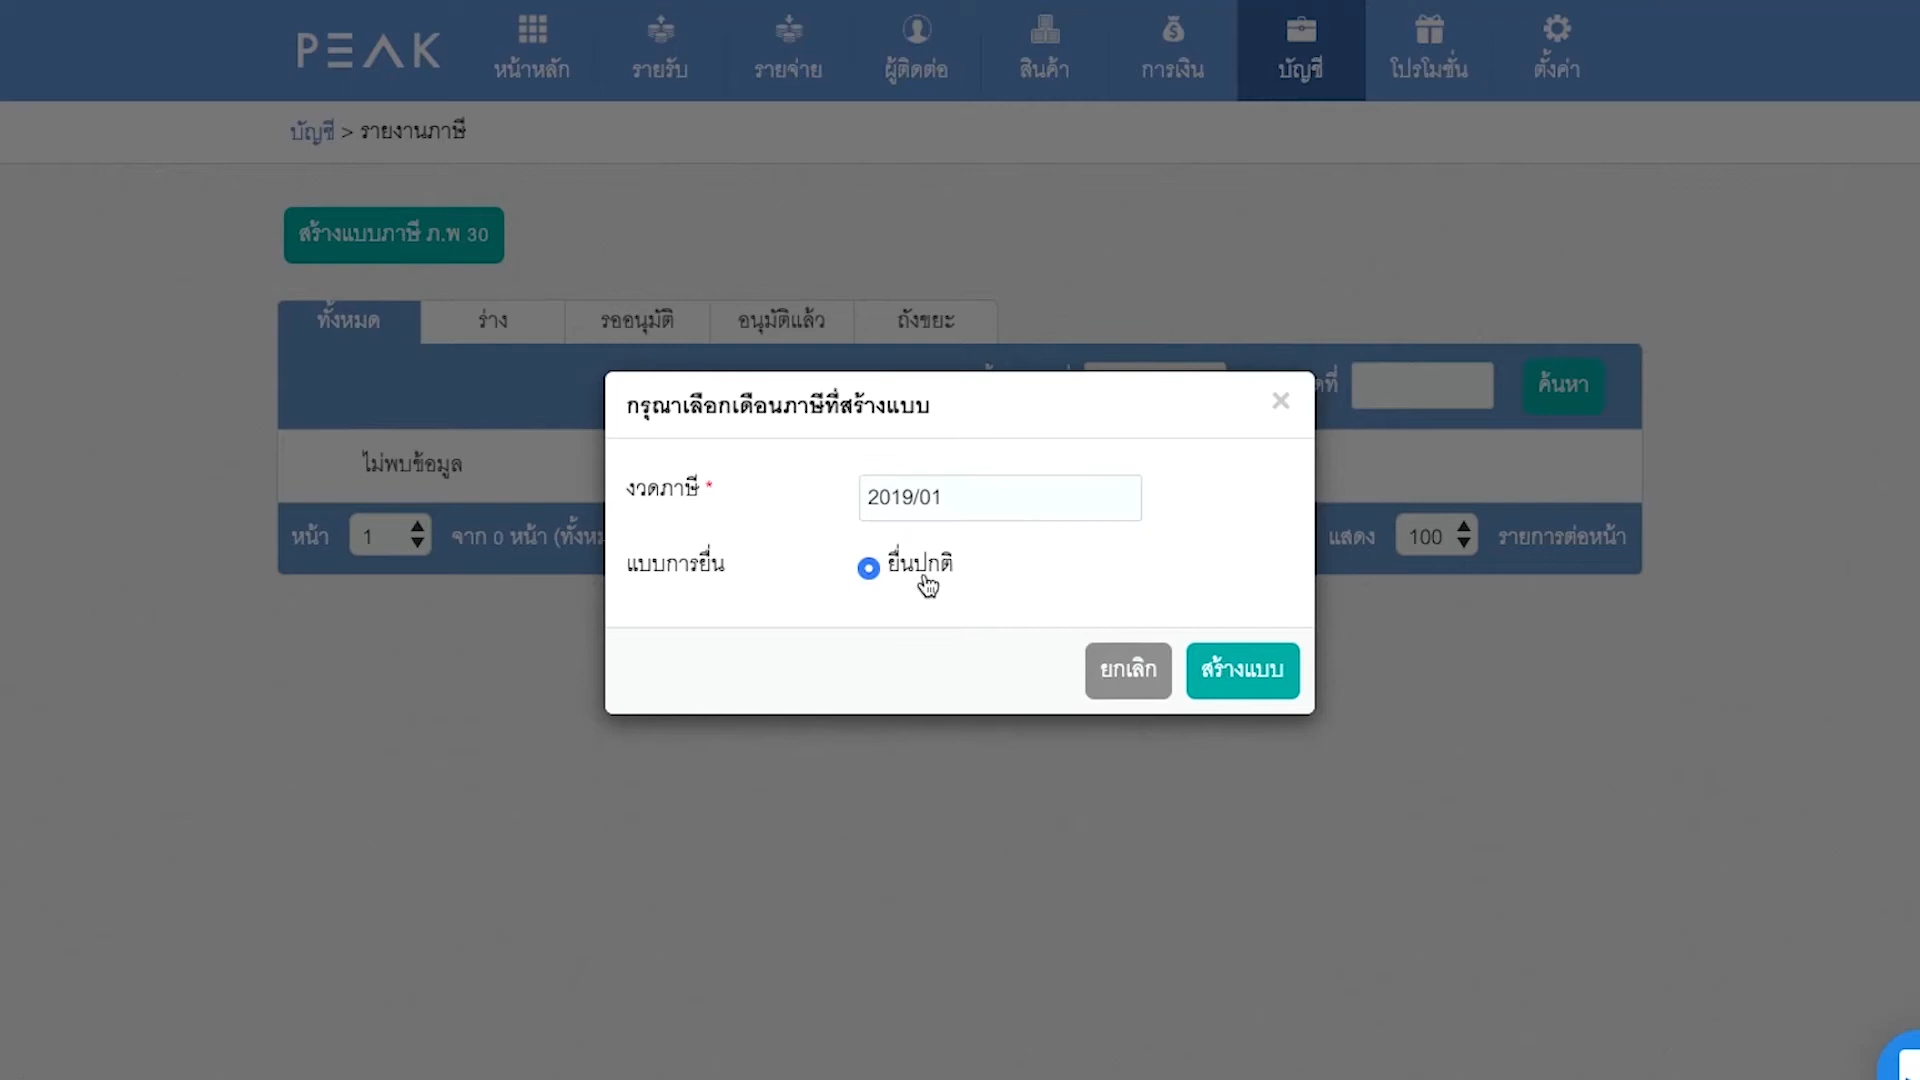 PEAK
หน้าหลัก
รายรับ
รายจ่าย
ผู้ติดต่อ
สินค้า
การเงิน
บัญชี
โปรโมชั่น
ตั้งค่า
บัญชี > รายงานภาษี
สร้างแบบภาษี ภ.พ 30
ทั้งหมด
ร่าง
รออนุมัติ
อนุมัติแล้ว
ถังขยะ
ค้นหา
ไม่พบข้อมูล
หน้า 1 จาก 0 หน้า
แสดง 100 รายการต่อหน้า
กรุณาเลือกเดือนภาษีที่สร้างแบบ
×
งวดภาษี *
2019/01
แบบการยื่น
ยื่นปกติ
ยกเลิก
สร้างแบบ